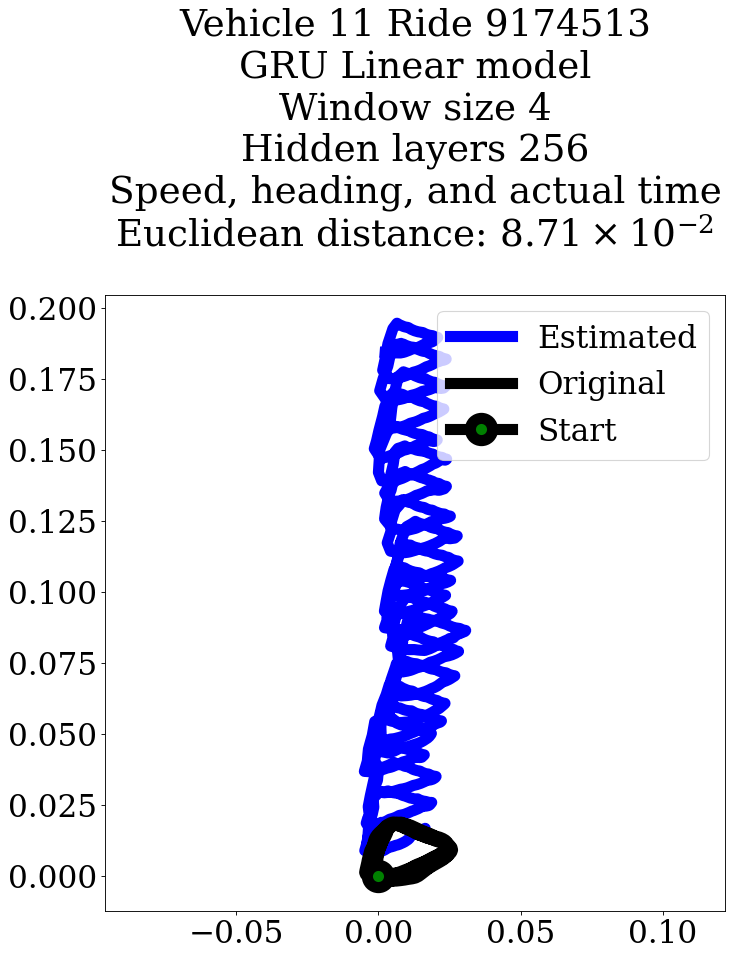 Vehicle 11 Ride 9174513
GRU Linear model
Window size 4
Hidden layers 256
Speed, heading, and actual time
Euclidean distance: 8.71 × 10⁻²
Estimated
Original
Start
0.200
0.175
0.150
0.125
0.100
0.075
0.050
0.025
0.000
−0.05 0.00 0.05 0.10